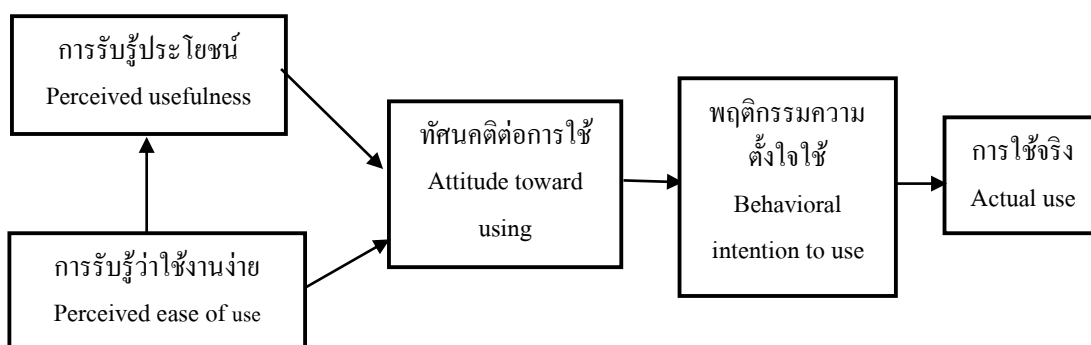 การรับรู้ประโยชน์
Perceived usefulness
การรับรู้ว่าใช้งานง่าย
Perceived ease of use
ทัศนคติต่อการใช้
Attitude toward
using
พฤติกรรมความ
ตั้งใจใช้
Behavioral
intention to use
การใช้จริง
Actual use